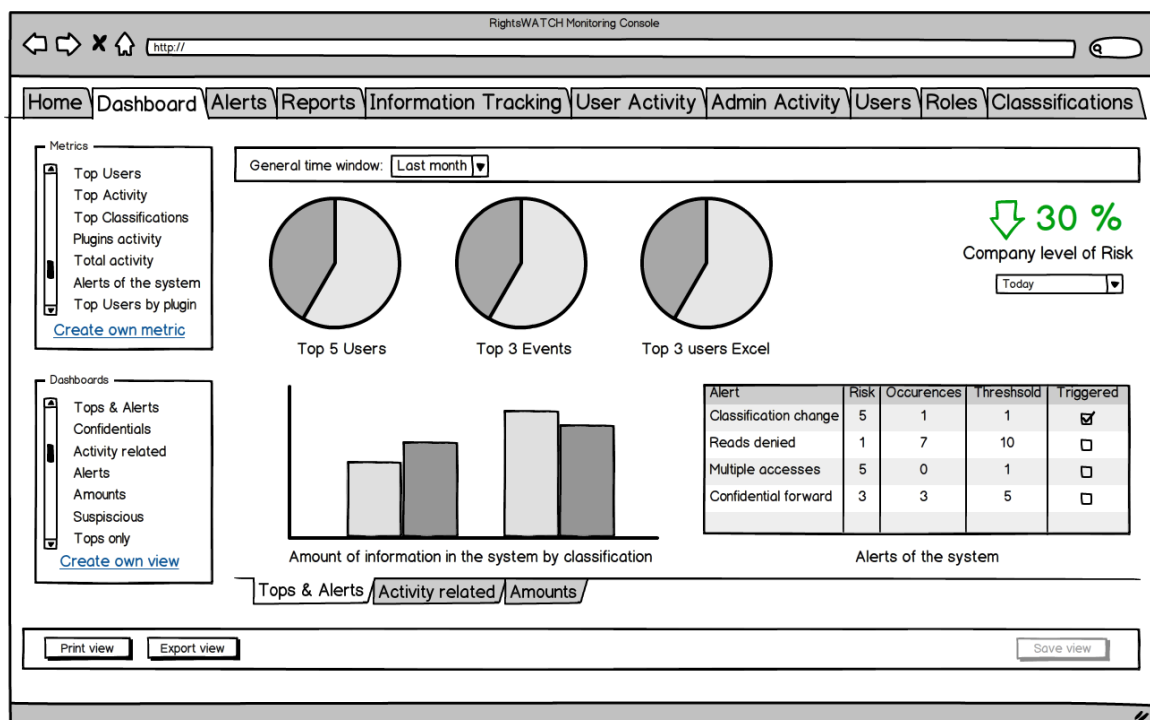 RightsWATCH Monitoring Console
http://
Home Dashboard Alerts Reports Information Tracking User Activity Admin Activity Users Roles Classsifications
Metrics
Top Users
Top Activity
Top Classifications
Plugins activity
Total activity
Alerts of the system
Top Users by plugin
Create own metric
General time window: Last month
Top 5 Users
Top 3 Events
Top 3 users Excel
30 %
Company level of Risk
Today
Dashboards
Tops & Alerts
Confidentials
Activity related
Alerts
Amounts
Suspiscious
Tops only
Create own view
Amount of information in the system by classification
Alert Risk Occurences Threshsold Triggered
Classification change 5 1 1
Reads denied 1 7 10
Multiple accesses 5 0 1
Confidential forward 3 3 5
Alerts of the system
Tops & Alerts Activity related Amounts
Print view Export view Save view